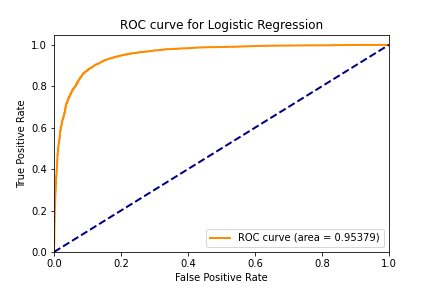 ROC curve for Logistic Regression
True Positive Rate
1.0
0.8
0.6
0.4
0.2
0.0
ROC curve (area = 0.95379)
0.0 0.2 0.4 0.6 0.8 1.0
False Positive Rate